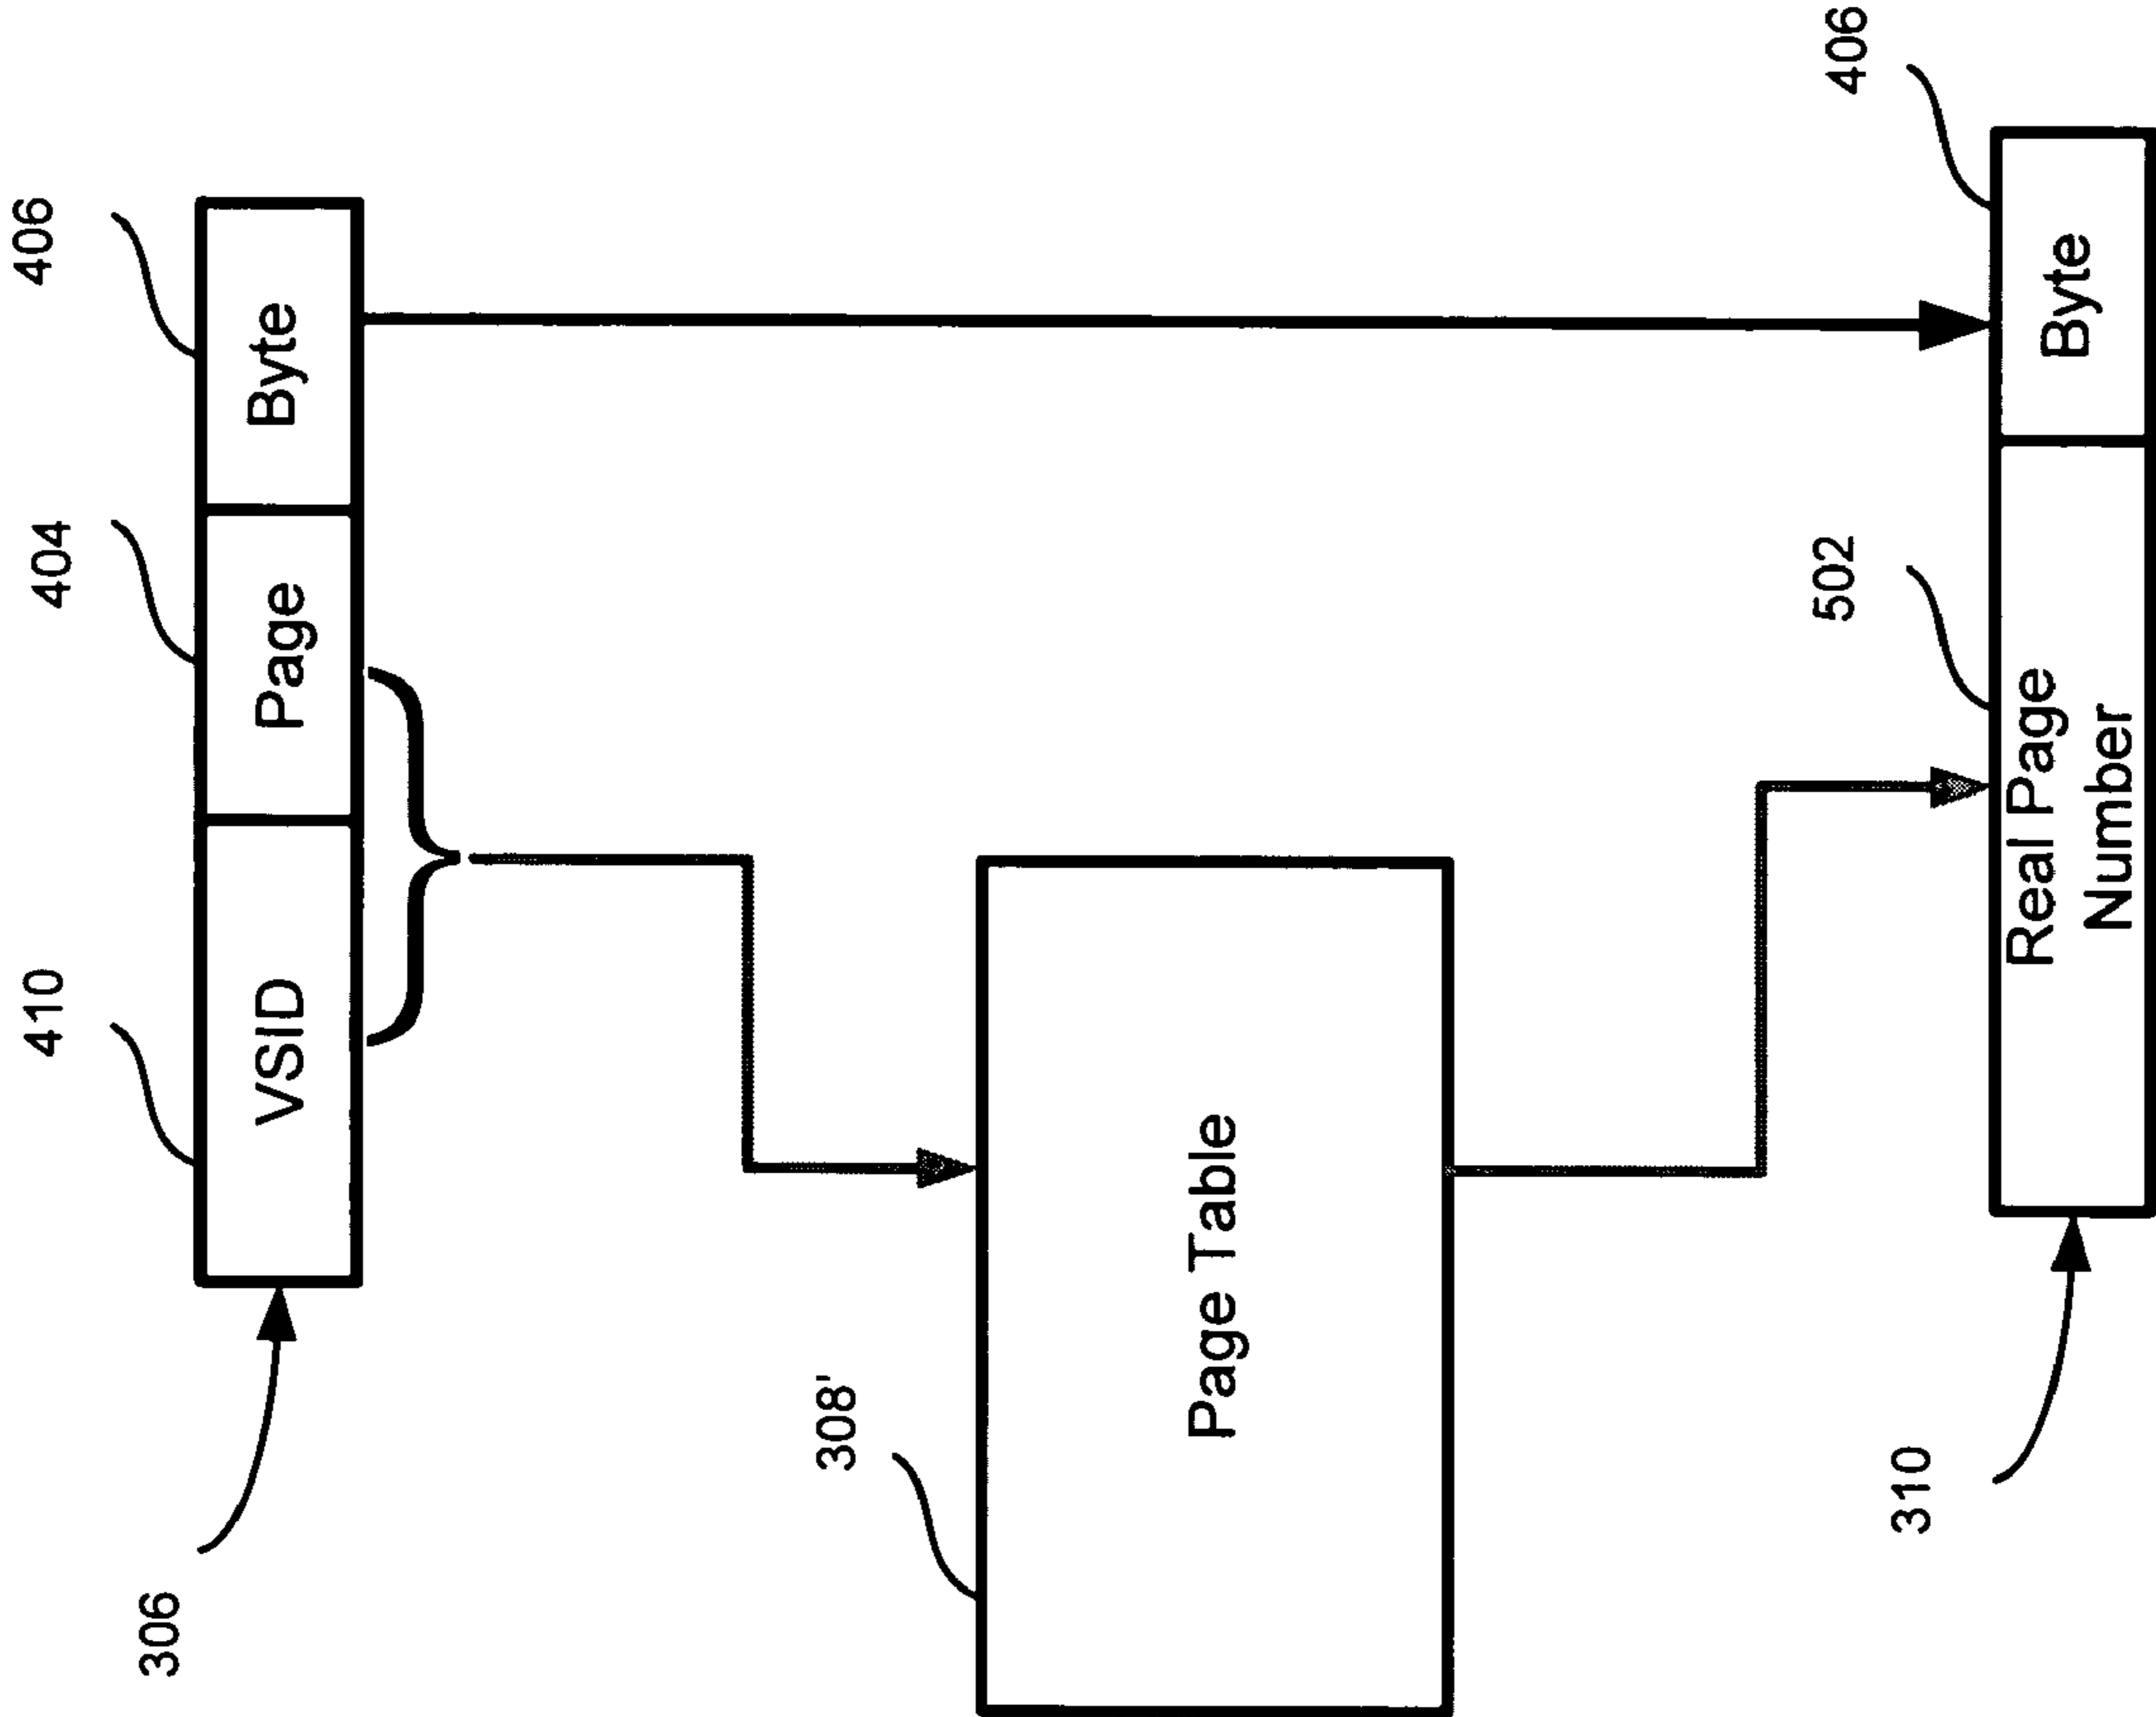 410
404
406
306
VSID
Page
Byte
308'
Page Table
502
406
310
Real Page
Number
Byte